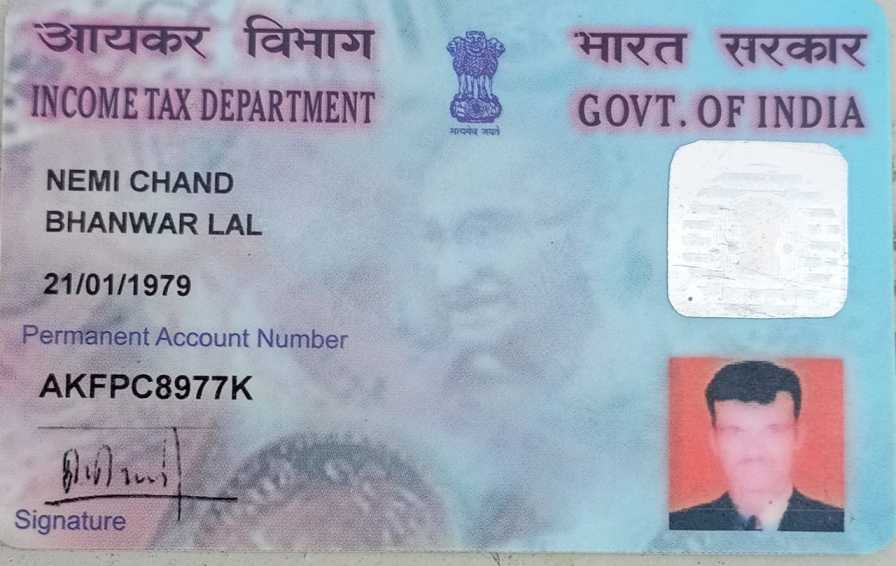 आयकर विभाग
भारत सरकार
INCOME TAX DEPARTMENT
GOVT. OF INDIA
सत्यमेव जयते
NEMI CHAND
BHANWAR LAL
21/01/1979
Permanent Account Number
AKFPC8977K
Signature